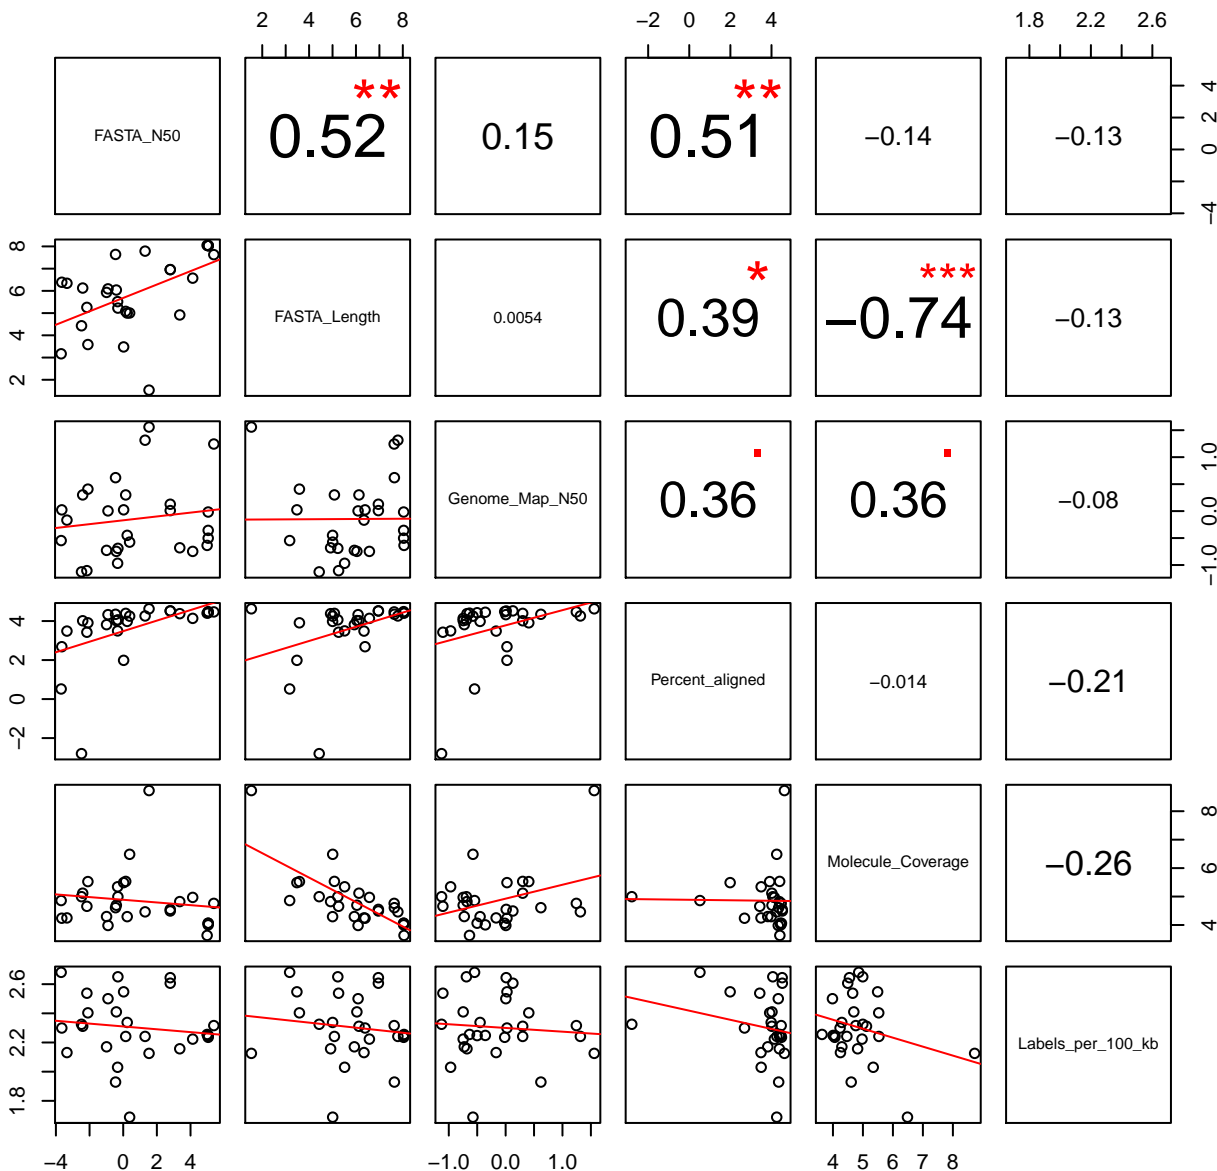 2 4 6 8 −2 0 2 4 1.8 2.2 2.6
FASTA_N50 0.52 ** 0.15 0.51 ** −0.14 −0.13 −4 0 2 4
2 4 6 8 FASTA_Length 0.0054 0.39 * −0.74 *** −0.13
Genome_Map_N50 0.36 . 0.36 . −0.08 −1.0 0.0 1.0
−2 0 2 4 Percent_aligned −0.014 −0.21
Molecule_Coverage −0.26 4 6 8
1.8 2.2 2.6 Labels_per_100_kb
−4 0 2 4 −1.0 0.0 1.0 4 5 6 7 8